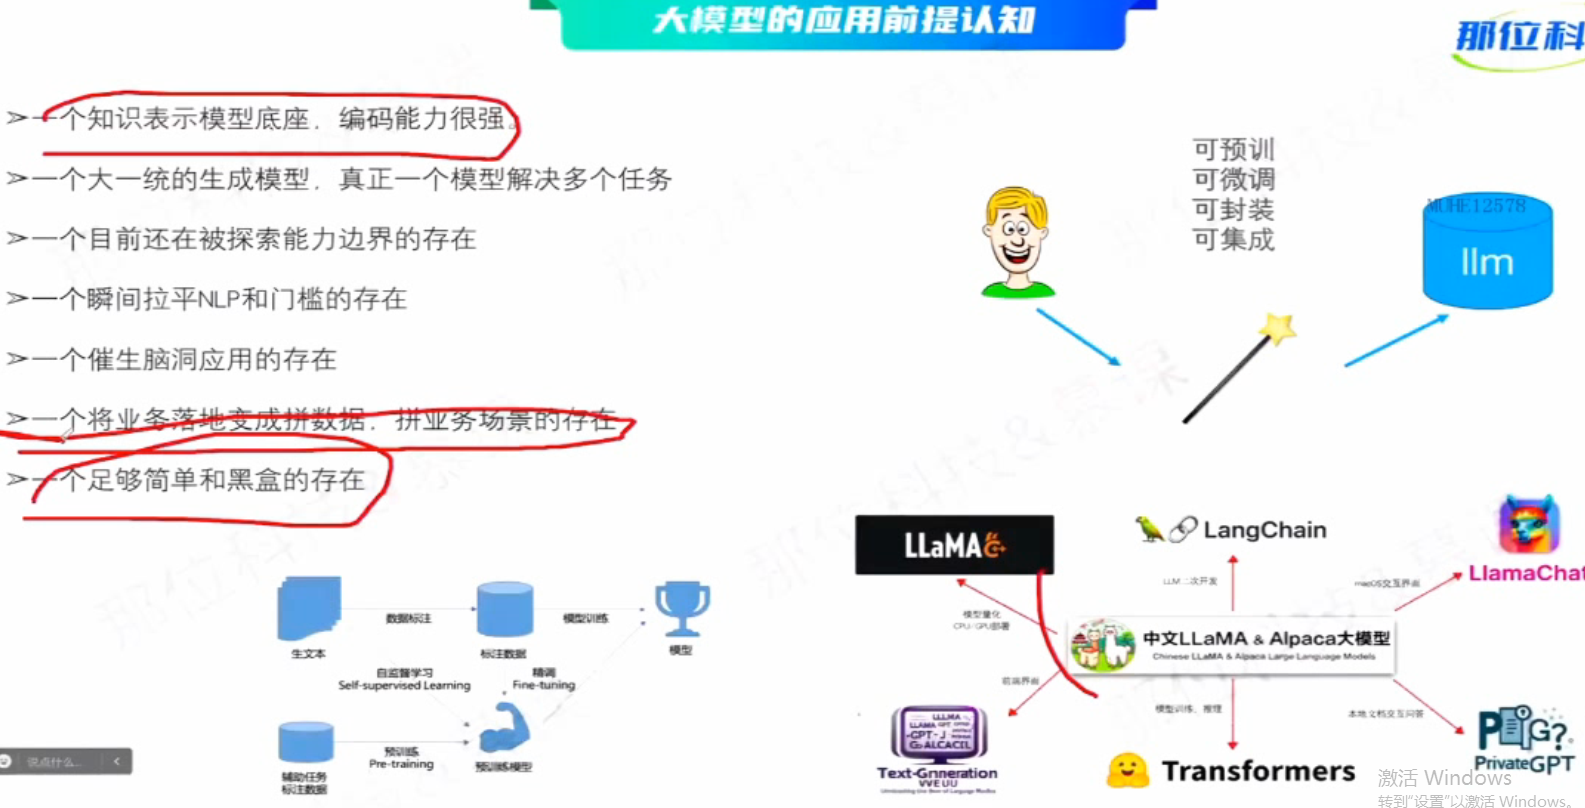 大模型的应用前提认知
那位科
一个知识表示模型底座，编码能力很强。
一个大一统的生成模型，真正一个模型解决多个任务
一个目前还在被探索能力边界的存在
一个瞬间拉平NLP和门槛的存在
一个催生脑洞应用的存在
一个将业务落地变成拼数据，拼业务场景的存在
一个足够简单和黑盒的存在
可预训
可微调
可封装
可集成
MUHE12578
llm
生文本
数据标注
标注数据
模型训练
模型
自监督学习
Self-supervised Learning
精调
Fine-tuning
辅助任务
标注数据
预训练
Pre-training
预训练模型
说点什么...
LLaMA
LangChain
LlamaChat
模型量化
CPU/GPU部署
LLM二次开发
macOS交互界面
中文LLaMA & Alpaca大模型
Chinese LLaMA & Alpaca Large Language Models
前端界面
模型训练、推理
本地文档交互问答
LLLMA
LLAMA GPT
GPT-J
Text-Gnneration
Transformers
PrivateGPT
激活 Windows
转到"设置"以激活 Windows。